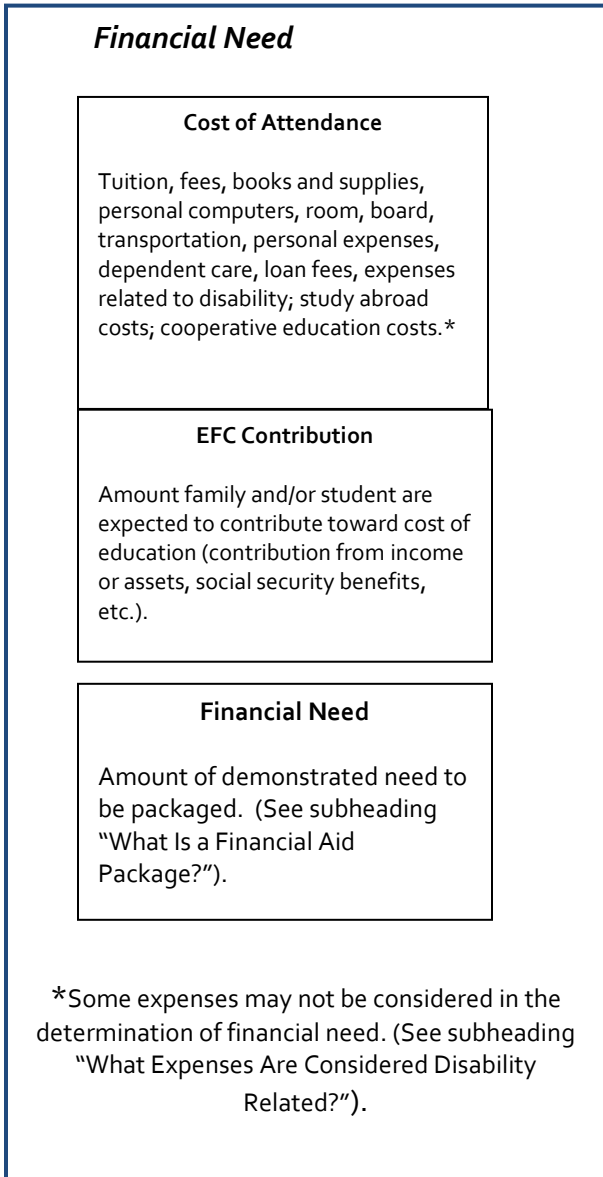 Financial Need
Cost of Attendance
Tuition, fees, books and supplies,
personal computers, room, board,
transportation, personal expenses,
dependent care, loan fees, expenses
related to disability; study abroad
costs; cooperative education costs.*
EFC Contribution
Amount family and/or student are
expected to contribute toward cost of
education (contribution from income
or assets, social security benefits,
etc.).
Financial Need
Amount of demonstrated need to
be packaged.  (See subheading
“What Is a Financial Aid
Package?”).
*Some expenses may not be considered in the
determination of financial need. (See subheading
“What Expenses Are Considered Disability
Related?”).